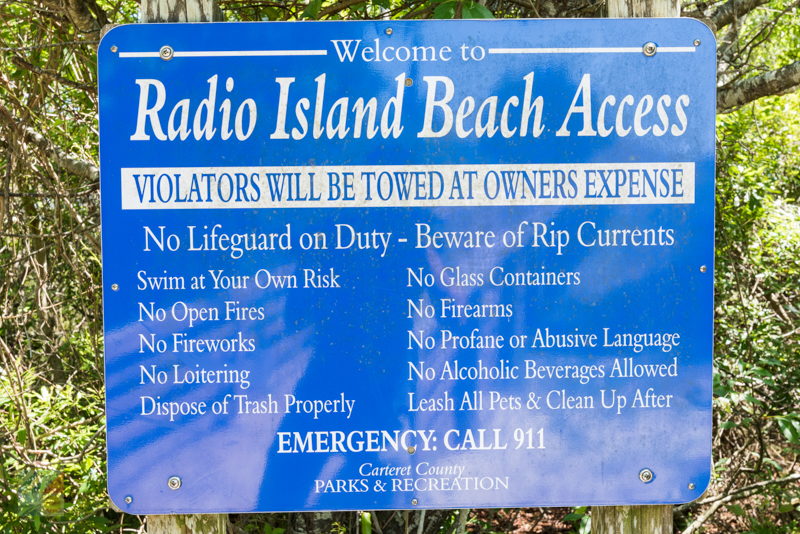 Welcome to
Radio Island Beach Access
VIOLATORS WILL BE TOWED AT OWNERS EXPENSE
No Lifeguard on Duty - Beware of Rip Currents
Swim at Your Own Risk
No Open Fires
No Fireworks
No Loitering
Dispose of Trash Properly
No Glass Containers
No Firearms
No Profane or Abusive Language
No Alcoholic Beverages Allowed
Leash All Pets & Clean Up After
EMERGENCY: CALL 911
Carteret County
PARKS & RECREATION